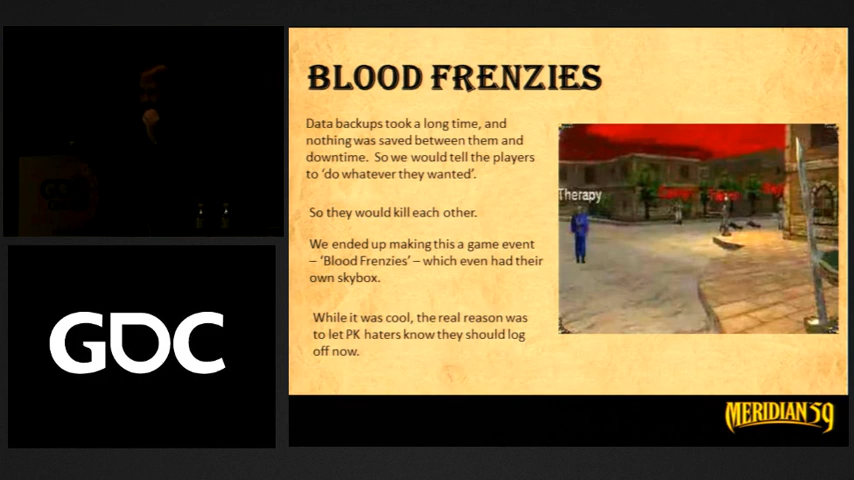 BLOOD FRENZIES
Data backups took a long time, and
nothing was saved between them and
downtime. So we would tell the players
to 'do whatever they wanted'.
So they would kill each other.
We ended up making this a game event
– 'Blood Frenzies' – which even had their
own skybox.
While it was cool, the real reason was
to let PK haters know they should log
off now.
Therapy
GDC
MERIDIAN 59